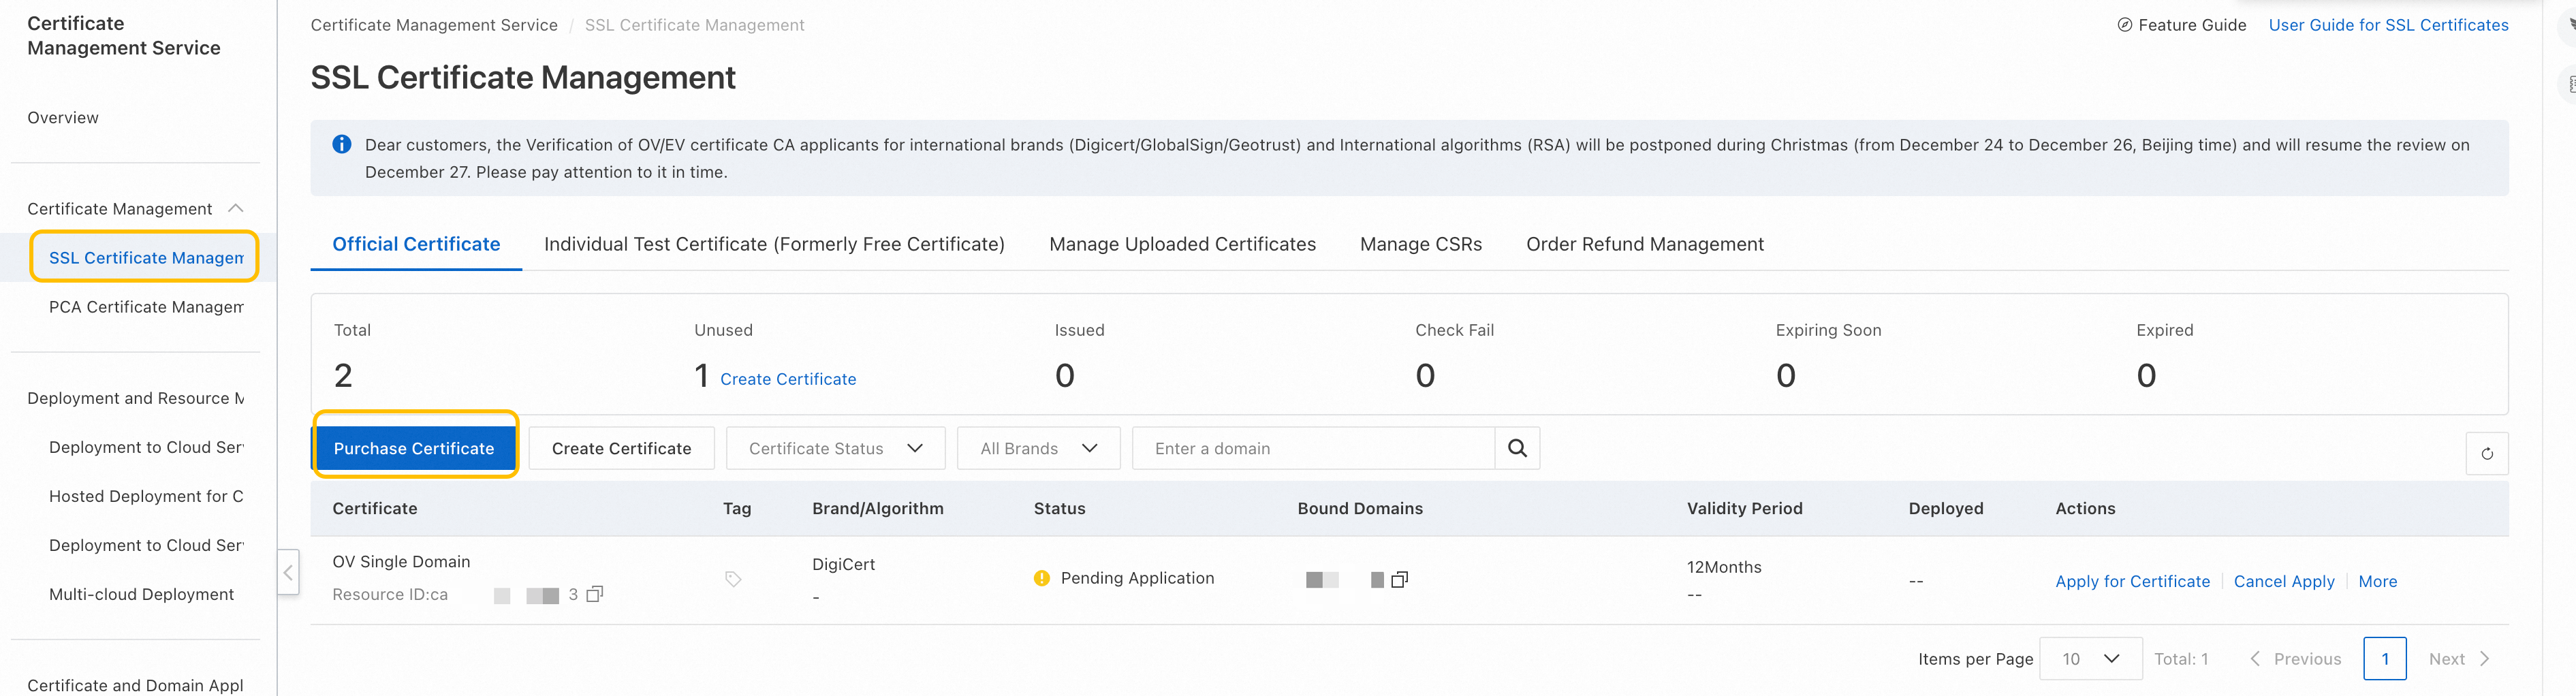 Certificate
Management Service
Overview
Certificate Management
SSL Certificate Managem
PCA Certificate Managem
Deployment and Resource M
Deployment to Cloud Ser
Hosted Deployment for C
Deployment to Cloud Ser
Multi-cloud Deployment
Certificate and Domain Appl
Certificate Management Service / SSL Certificate Management
Feature Guide User Guide for SSL Certificates
SSL Certificate Management
Dear customers, the Verification of OV/EV certificate CA applicants for international brands (Digicert/GlobalSign/Geotrust) and International algorithms (RSA) will be postponed during Christmas (from December 24 to December 26, Beijing time) and will resume the review on
December 27. Please pay attention to it in time.
Official Certificate Individual Test Certificate (Formerly Free Certificate) Manage Uploaded Certificates Manage CSRs Order Refund Management
Total Unused Issued Check Fail Expiring Soon Expired
2 1 Create Certificate 0 0 0 0
Purchase Certificate Create Certificate Certificate Status All Brands Enter a domain
Certificate Tag Brand/Algorithm Status Bound Domains Validity Period Deployed Actions
OV Single Domain DigiCert 12Months
Pending Application -- Apply for Certificate Cancel Apply More
Resource ID:ca 3 - --
Items per Page 10 Total: 1 Previous 1 Next